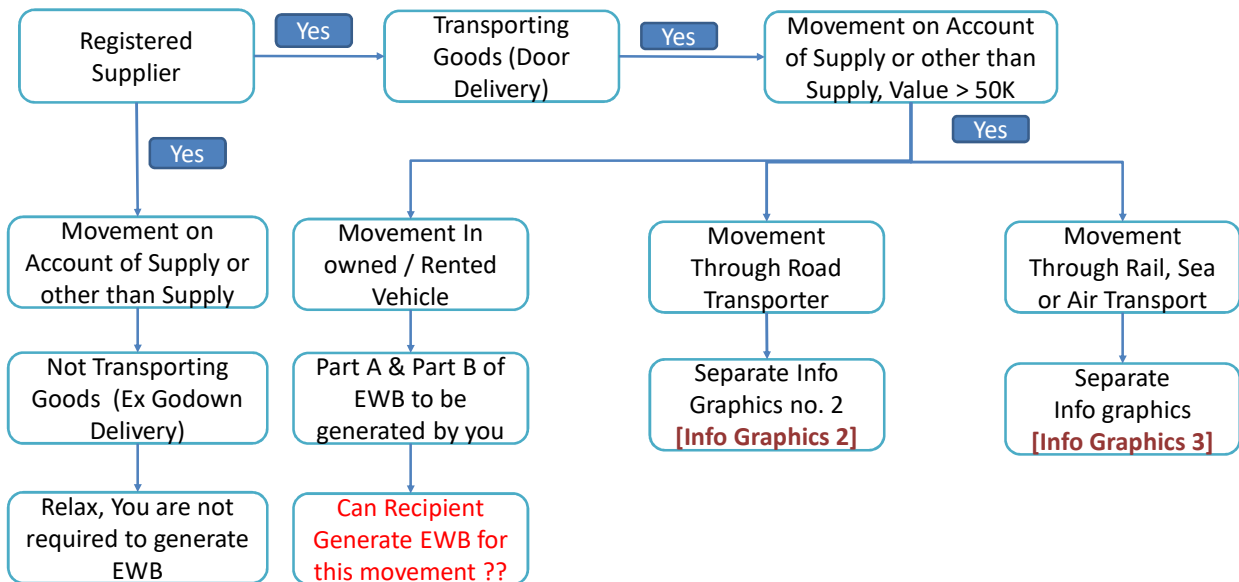 Registered
Supplier
Yes
Transporting
Goods (Door
Delivery)
Yes
Movement on Account
of Supply or other than
Supply, Value > 50K
Yes
Yes
Movement on
Account of Supply or
other than Supply
Movement In
owned / Rented
Vehicle
Movement
Through Road
Transporter
Movement
Through Rail, Sea
or Air Transport
Not Transporting
Goods (Ex Godown
Delivery)
Part A & Part B of
EWB to be
generated by you
Separate Info
Graphics no. 2
[Info Graphics 2]
Separate
Info graphics
[Info Graphics 3]
Relax, You are not
required to generate
EWB
Can Recipient
Generate EWB for
this movement ??